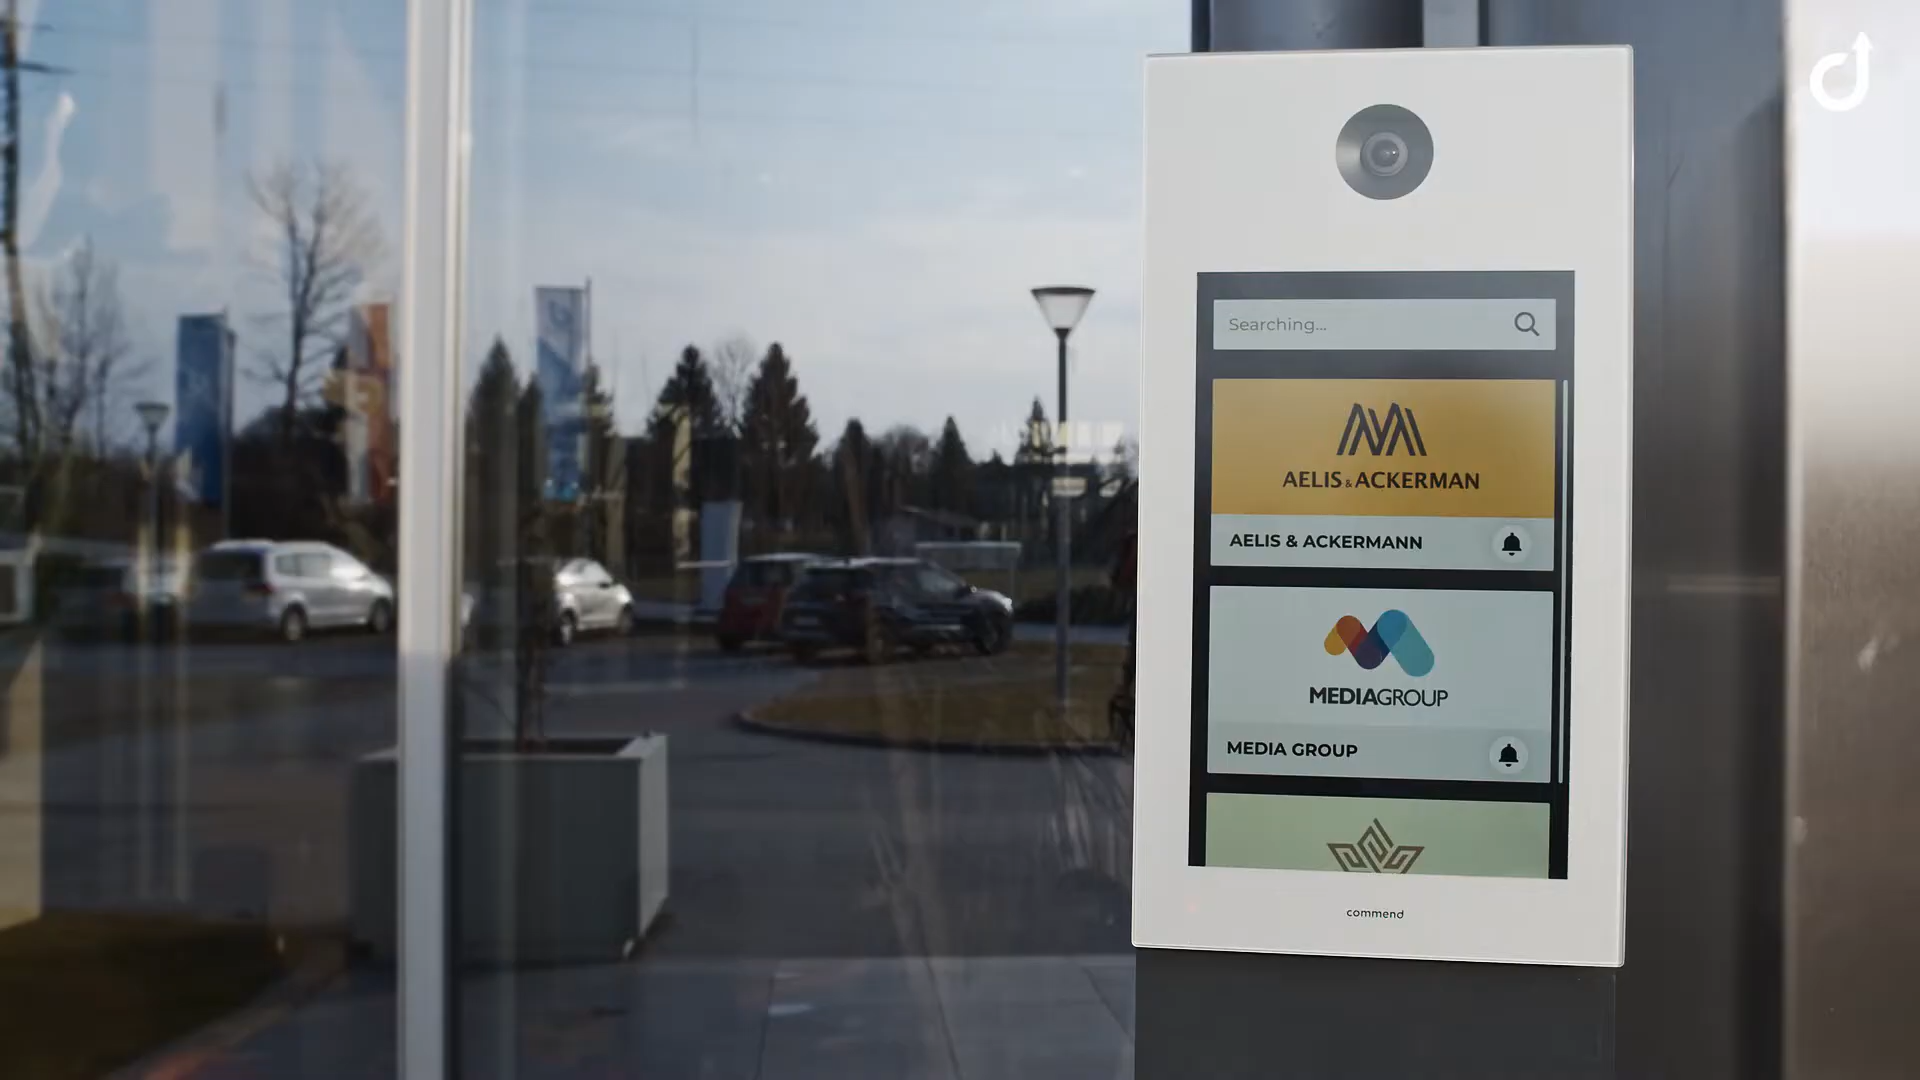 Searching...
AELIS & ACKERMAN
AELIS & ACKERMANN
MEDIAGROUP
MEDIA GROUP
commend